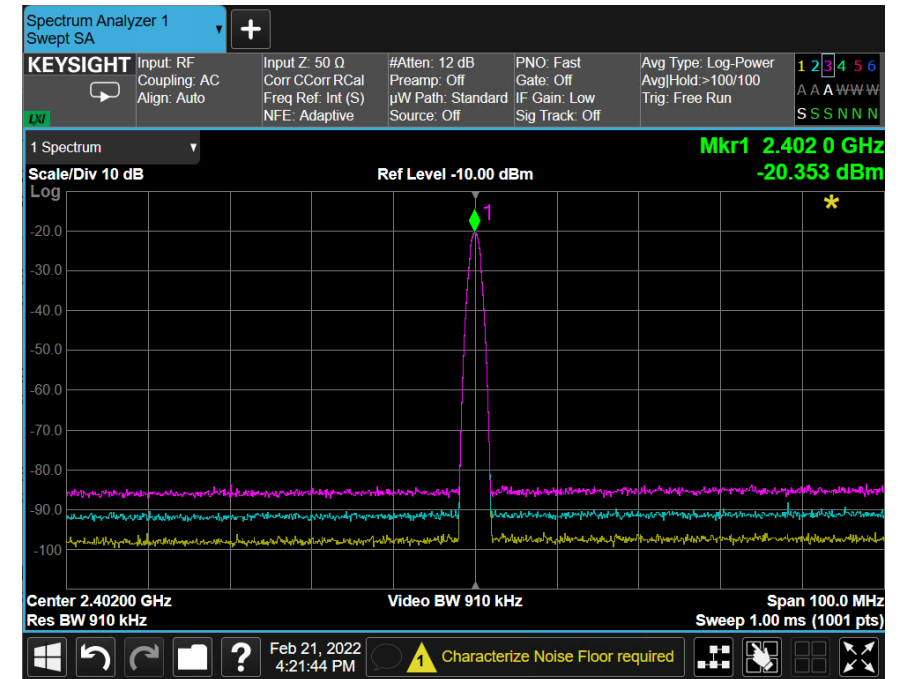 Spectrum Analyzer 1
Swept SA
+
KEYSIGHT
LXI
Input: RF
Coupling: AC
Align: Auto
Input Z: 50 Ω
Corr CCorr RCal
Freq Ref: Int (S)
NFE: Adaptive
#Atten: 12 dB
Preamp: Off
µW Path: Standard
Source: Off
PNO: Fast
Gate: Off
IF Gain: Low
Sig Track: Off
Avg Type: Log-Power
Avg|Hold:>100/100
Trig: Free Run
1 2 3 4 5 6
A A A W W W
S S S N N N
1 Spectrum
Mkr1 2.402 0 GHz
Scale/Div 10 dB
Ref Level -10.00 dBm
-20.353 dBm
Log
*
1
-20.0
-30.0
-40.0
-50.0
-60.0
-70.0
-80.0
-90.0
-100
Center 2.40200 GHz
Video BW 910 kHz
Span 100.0 MHz
Res BW 910 kHz
Sweep 1.00 ms (1001 pts)
?
Feb 21, 2022
4:21:44 PM
1
Characterize Noise Floor required